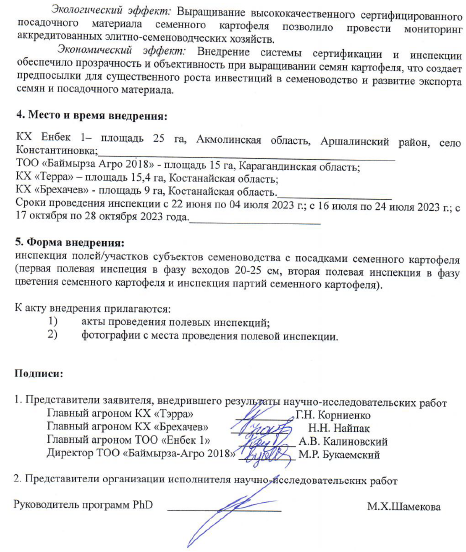 Экологический эффект: Выращивание высококачественного сертифицированного
посадочного материала семенного картофеля позволило провести мониторинг
аккредитованных элитно-семеноводческих хозяйств.
Экономический эффект: Внедрение системы сертификации и инспекции
обеспечило прозрачность и объективность при выращивании семян картофеля, что создает
предпосылки для существенного роста инвестиций в семеноводство и развитие экспорта
семян и посадочного материала.
4. Место и время внедрения:
КХ Енбек 1– площадь 25 га, Акмолинская область, Аршалинский район, село
Константиновка;
ТОО «Баймырза Агро 2018» - площадь 15 га, Карагандинская область;
КХ «Терра» – площадь 15,4 га, Костанайская область;
КХ «Брехачев» - площадь 9 га, Костанайская область.
Сроки проведения инспекции с 22 июня по 04 июля 2023 г.; с 16 июля по 24 июля 2023 г.; с
17 октября по 28 октября 2023 года.
5. Форма внедрения:
инспекция полей/участков субъектов семеноводства с посадками семенного картофеля
(первая полевая инспеция в фазу всходов 20-25 см, вторая полевая инспекция в фазу
цветения семенного картофеля и инспекция партий семенного картофеля).
К акту внедрения прилагаются:
1) акты проведения полевых инспекций;
2) фотографии с места проведения полевой инспекции.
Подписи:
1. Представители заявителя, внедрившего результаты научно-исследовательских работ
Главный агроном КХ «Тэрра» Г.Н. Корниенко
Главный агроном КХ «Брехачев» Н.Н. Найпак
Главный агроном ТОО «Енбек 1» А.В. Калиновский
Директор ТОО «Баймырза-Агро 2018» М.Р. Букаемский
2. Представители организации исполнителя научно-исследовательских работ
Руководитель программ PhD М.Х.Шамекова